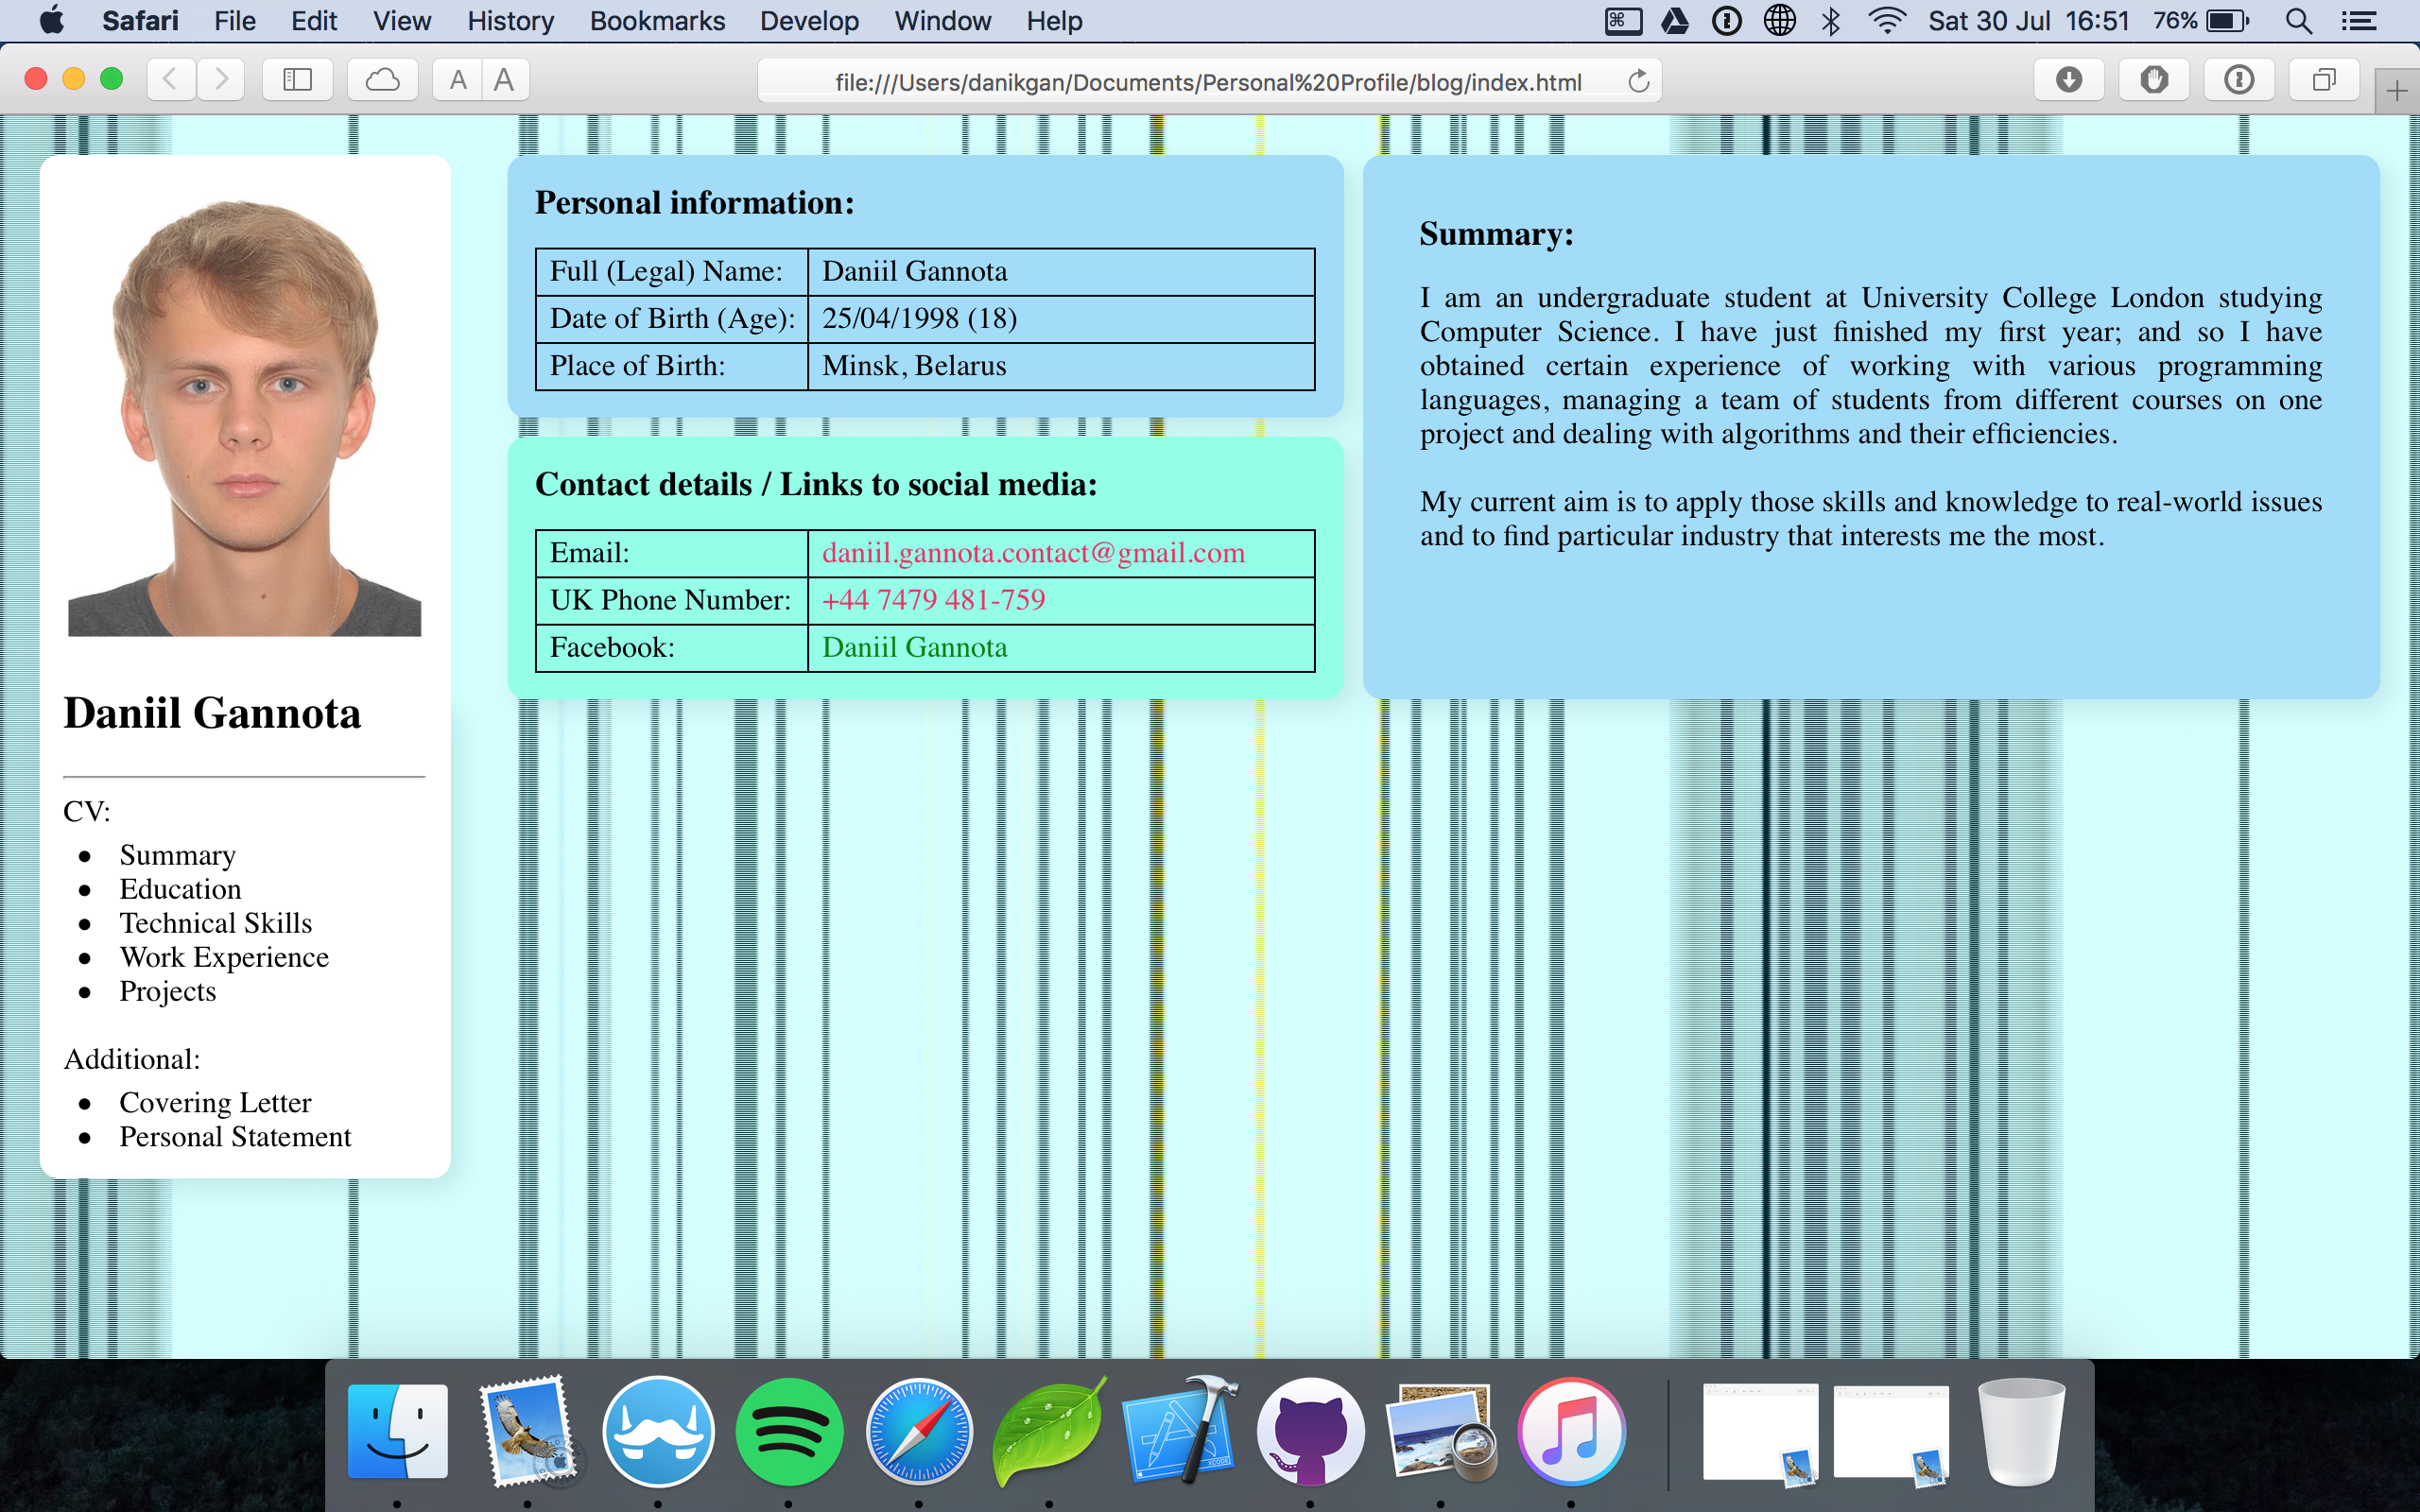 Safari File Edit View History Bookmarks Develop Window Help Sat 30 Jul 16:51 76%
A A file:///Users/danikgan/Documents/Personal%20Profile/blog/index.html
Daniil Gannota
CV:
• Summary
• Education
• Technical Skills
• Work Experience
• Projects
Additional:
• Covering Letter
• Personal Statement
Personal information:
Full (Legal) Name: Daniil Gannota
Date of Birth (Age): 25/04/1998 (18)
Place of Birth: Minsk, Belarus
Contact details / Links to social media:
Email: daniil.gannota.contact@gmail.com
UK Phone Number: +44 7479 481-759
Facebook: Daniil Gannota
Summary:
I am an undergraduate student at University College London studying
Computer Science. I have just finished my first year; and so I have
obtained certain experience of working with various programming
languages, managing a team of students from different courses on one
project and dealing with algorithms and their efficiencies.
My current aim is to apply those skills and knowledge to real-world issues
and to find particular industry that interests me the most.
XCODE